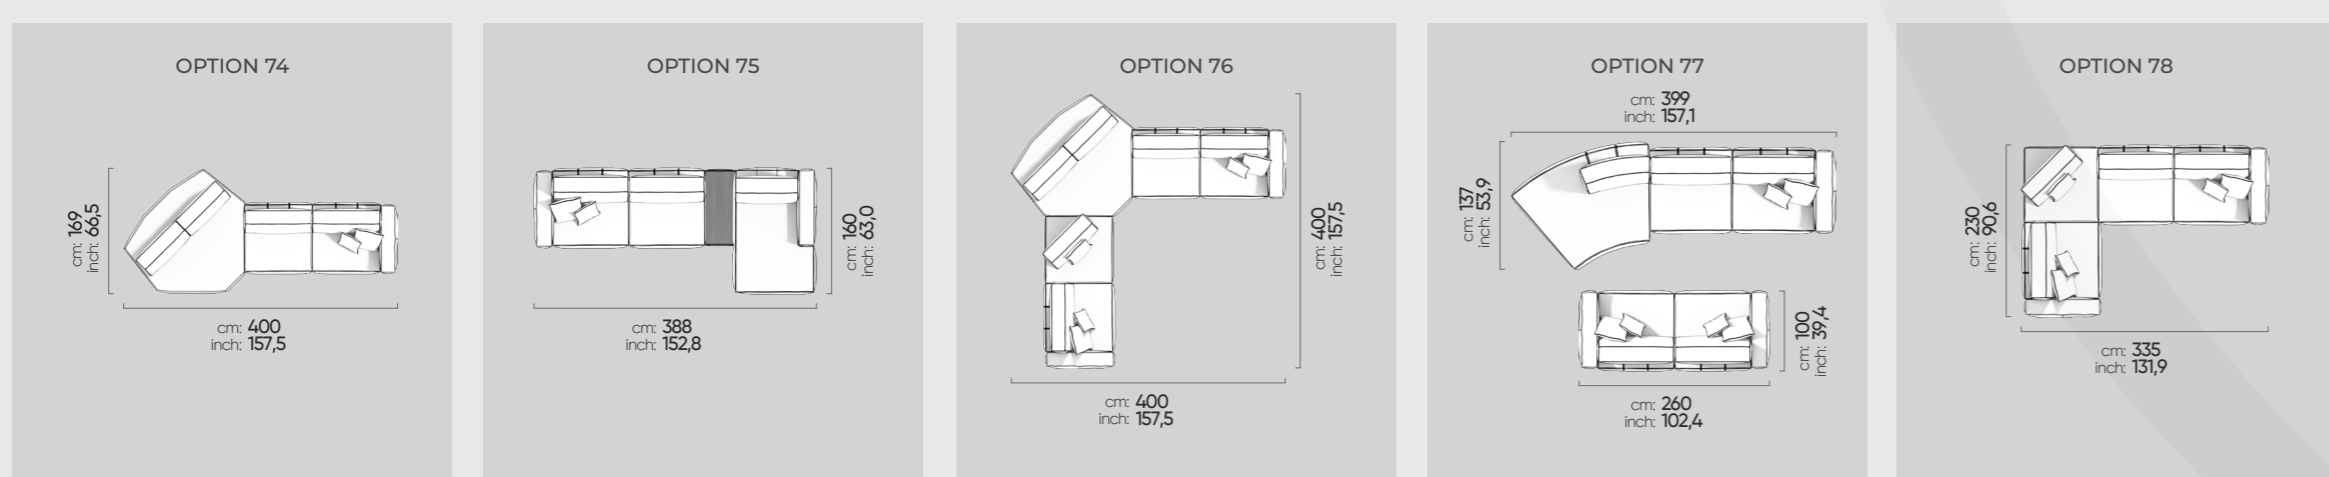 OPTION 74
cm: 169
inch: 66,5
cm: 400
inch: 157,5
OPTION 75
cm: 160
inch: 63,0
cm: 388
inch: 152,8
OPTION 76
cm: 400
inch: 157,5
cm: 400
inch: 157,5
OPTION 77
cm: 399
inch: 157,1
cm: 137
inch: 53,9
cm: 100
inch: 39,4
cm: 260
inch: 102,4
OPTION 78
cm: 230
inch: 90,6
cm: 335
inch: 131,9